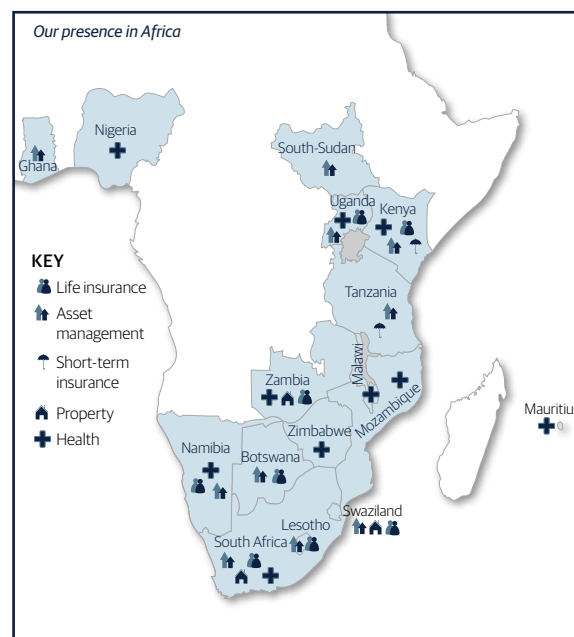 Our presence in Africa
Nigeria
Ghana
South-Sudan
Uganda
Kenya
KEY
Life insurance
Asset
management
Short-term
insurance
Property
Health
Tanzania
Malawi
Zambia
Mozambique
Mauritiu
Zimbabwe
Namibia
Botswana
Swaziland
Lesotho
South Africa